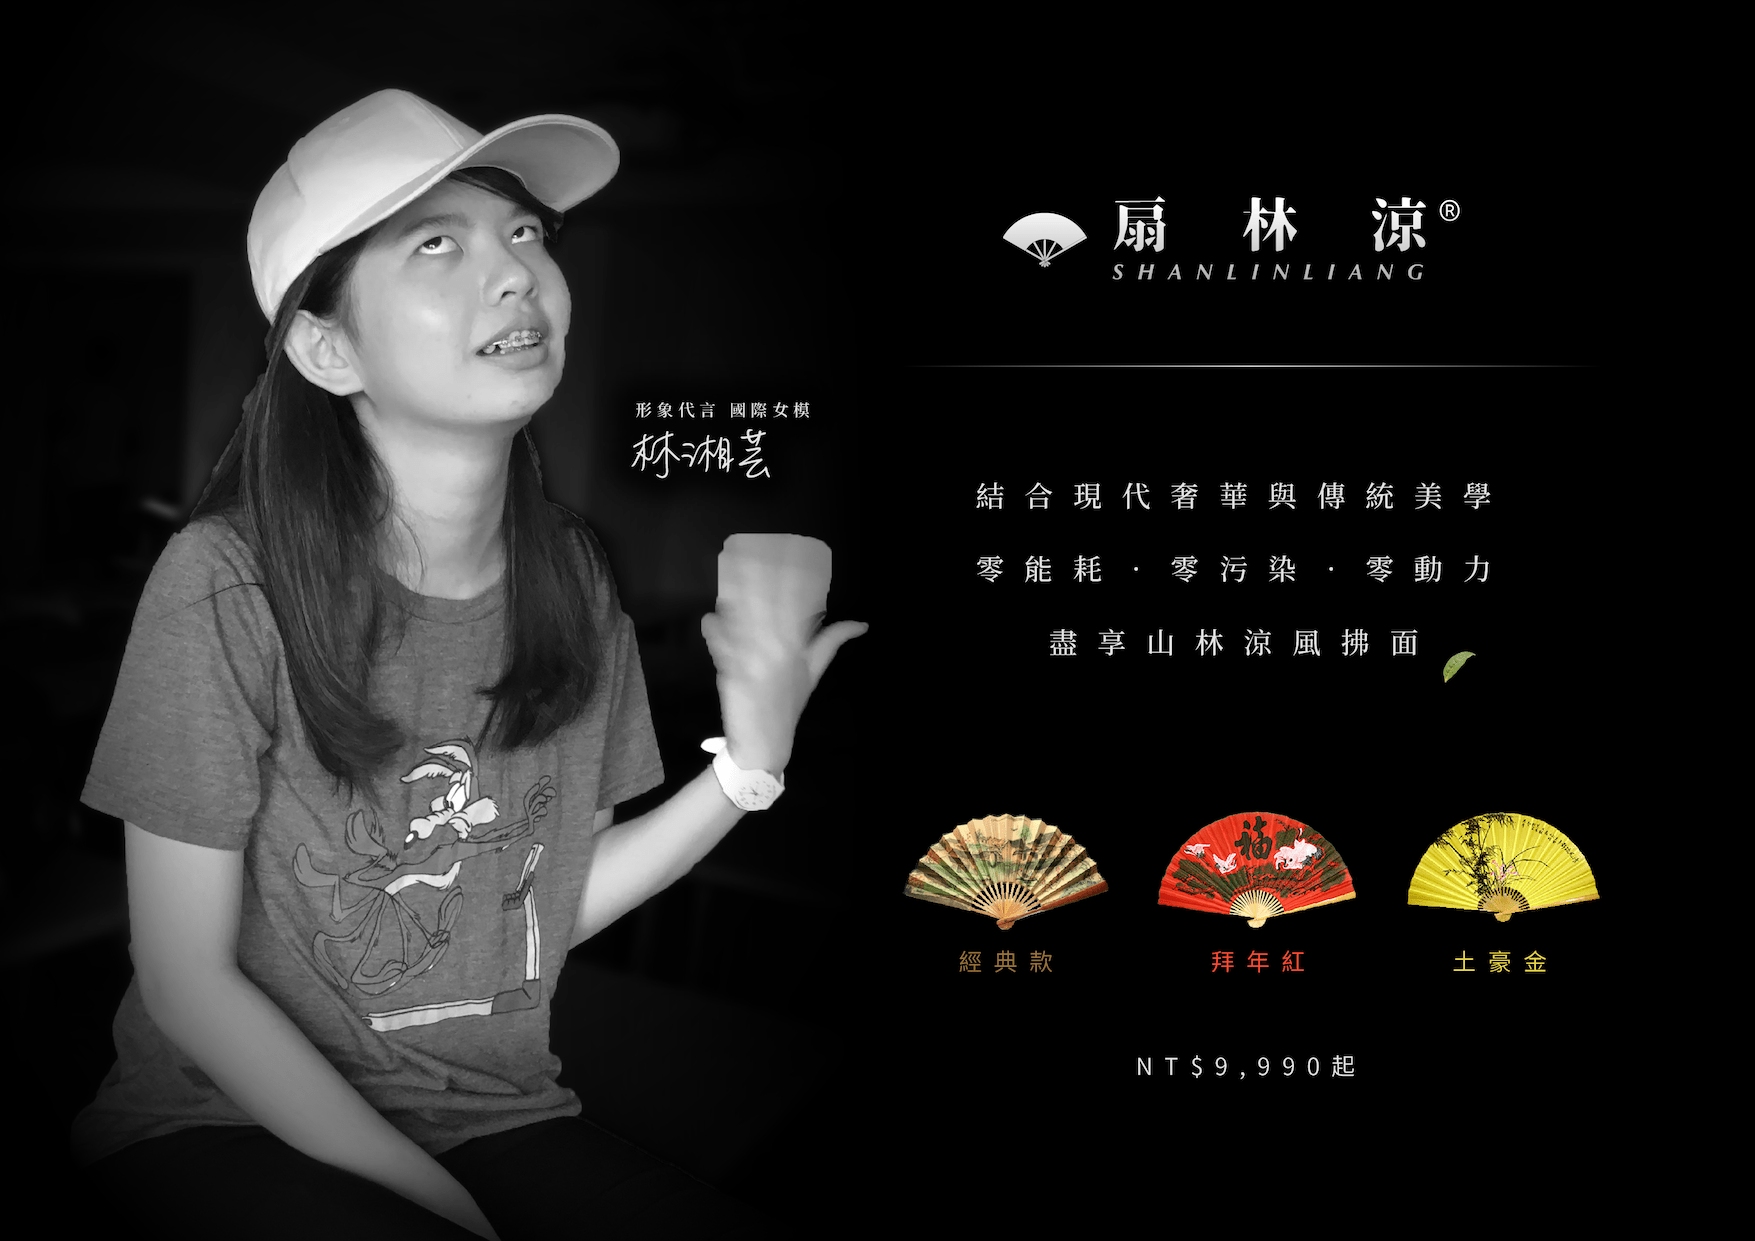 形象代言 國際女模
林湘芸
扇林涼®
SHANLINLIANG
結合現代奢華與傳統美學
零能耗·零污染·零動力
盡享山林涼風拂面
福
經典款
拜年紅
土豪金
NT$9,990起